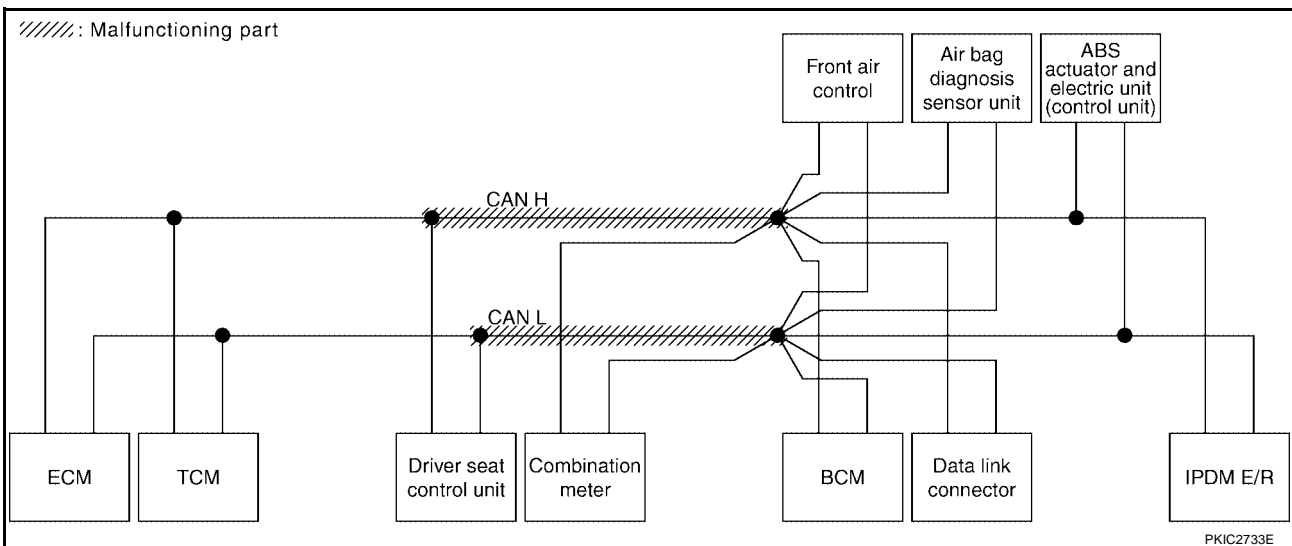 : Malfunctioning part
Front air
control
Air bag
diagnosis
sensor unit
ABS
actuator and
electric unit
(control unit)
CAN H
CAN L
ECM
TCM
Driver seat
control unit
Combination
meter
BCM
Data link
connector
IPDM E/R
PKIC2733E